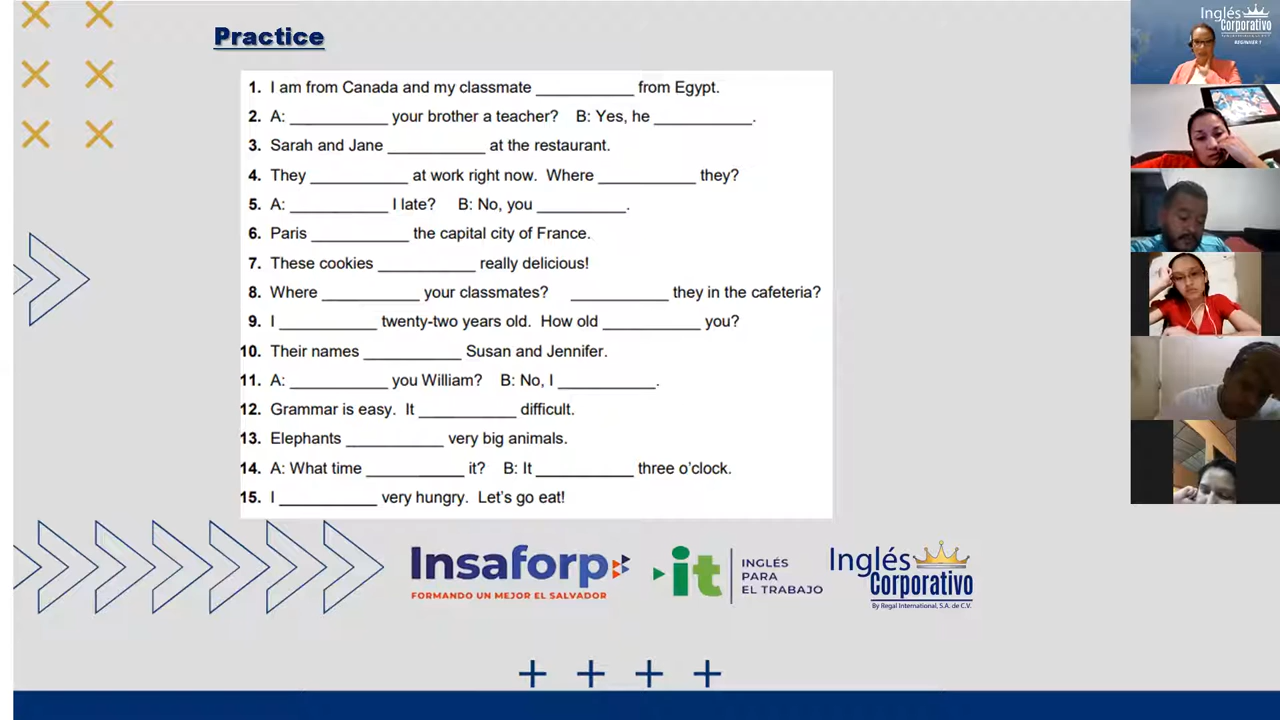 Practice
1. I am from Canada and my classmate ___________ from Egypt.
2. A: ___________ your brother a teacher? B: Yes, he ___________.
3. Sarah and Jane ___________ at the restaurant.
4. They ___________ at work right now. Where ___________ they?
5. A: ___________ I late? B: No, you __________.
6. Paris ___________ the capital city of France.
7. These cookies ___________ really delicious!
8. Where ___________ your classmates? ___________ they in the cafeteria?
9. I ___________ twenty-two years old. How old ___________ you?
10. Their names ___________ Susan and Jennifer.
11. A: ___________ you William? B: No, I ___________.
12. Grammar is easy. It ___________ difficult.
13. Elephants ___________ very big animals.
14. A: What time ___________ it? B: It ___________ three o'clock.
15. I ___________ very hungry. Let's go eat!
Insaforp
FORMANDO UN MEJOR EL SALVADOR
it
INGLÉS
PARA
EL TRABAJO
Inglés
Corporativo
By Regal International, S.A. de C.V.
Inglés
Corporativo
BEGINNER 1